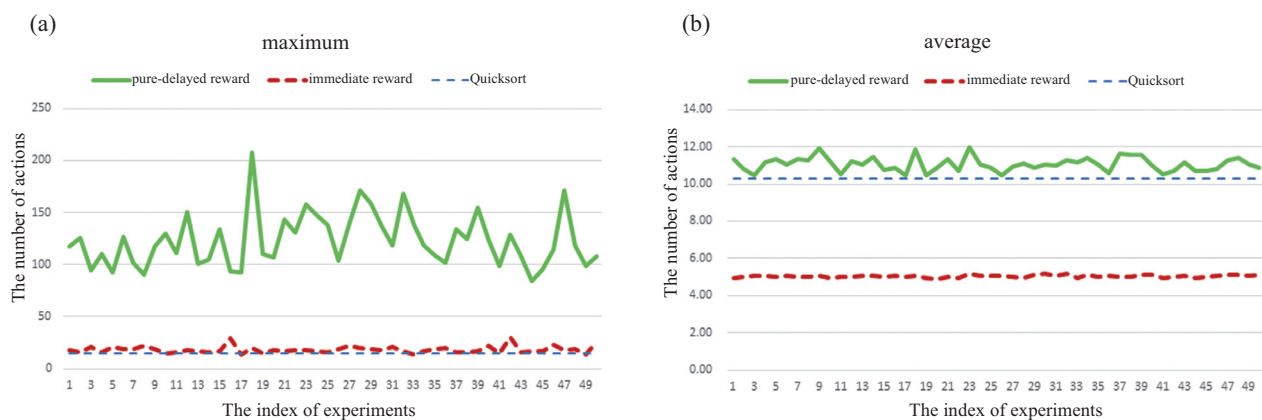 (a)
maximum
pure-delayed reward immediate reward Quicksort
The number of actions
250
200
150
100
50
0
1 3 5 7 9 11 13 15 17 19 21 23 25 27 29 31 33 35 37 39 41 43 45 47 49
The index of experiments
(b)
average
pure-delayed reward immediate reward Quicksort
The number of actions
14.00
12.00
10.00
8.00
6.00
4.00
2.00
0.00
1 3 5 7 9 11 13 15 17 19 21 23 25 27 29 31 33 35 37 39 41 43 45 47 49
The index of experiments